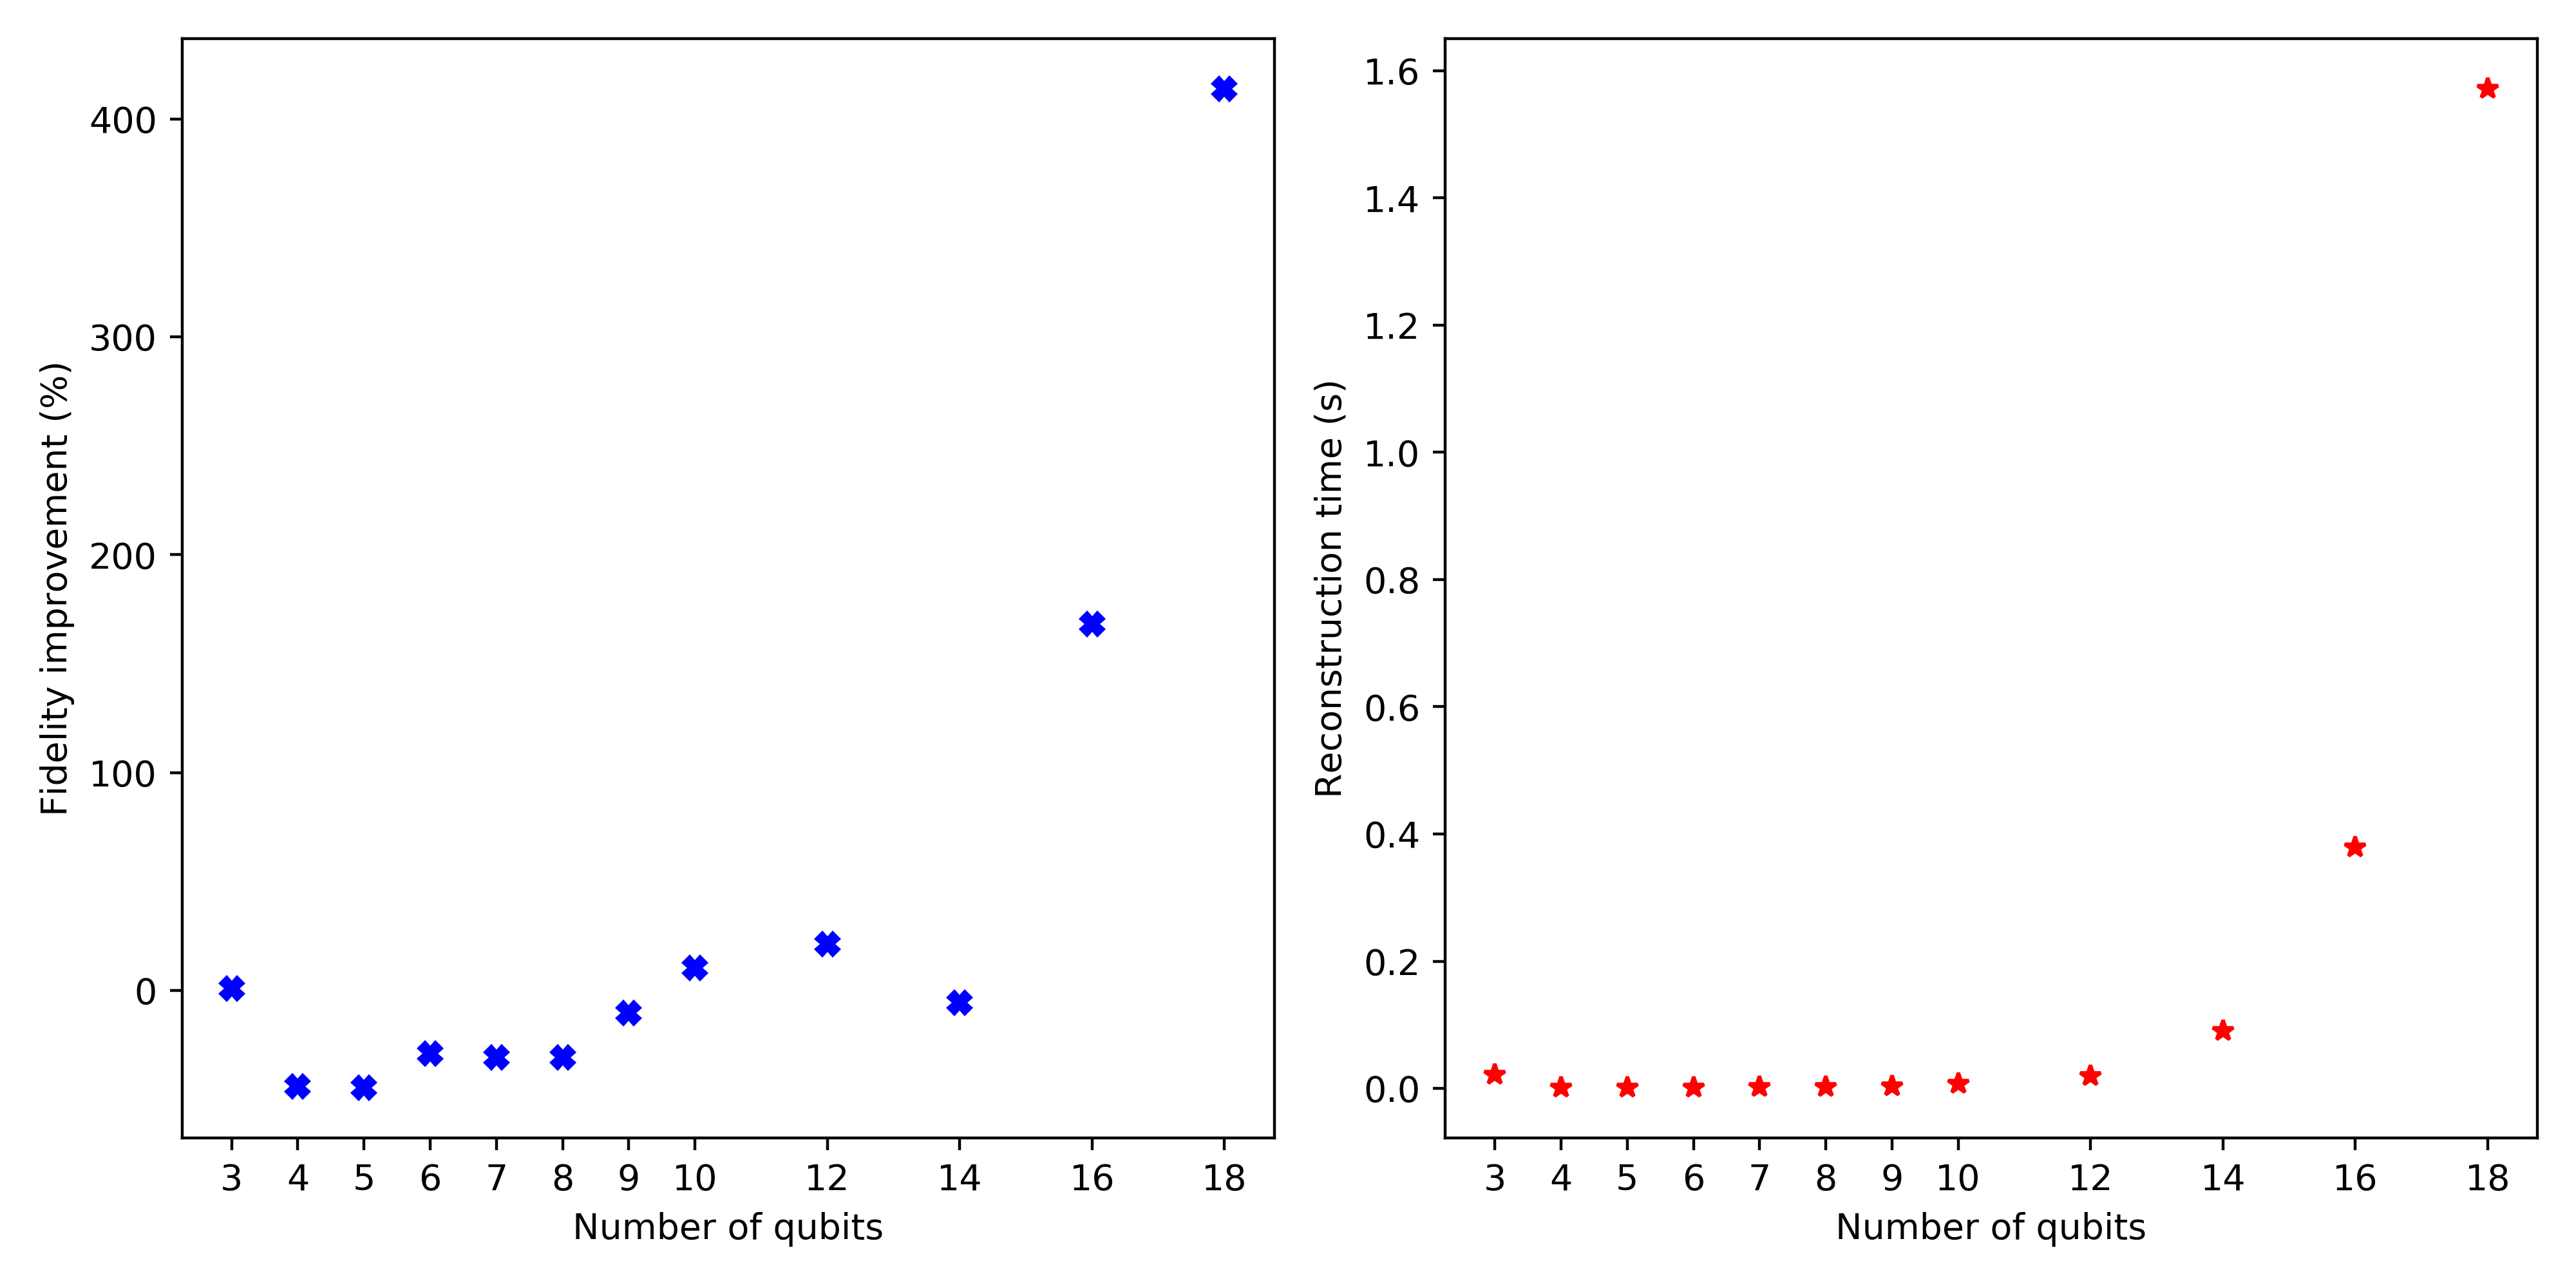 Fidelity improvement (%)
400
300
200
100
0
3 4 5 6 7 8 9 10 12 14 16 18
Number of qubits
Reconstruction time (s)
1.6
1.4
1.2
1.0
0.8
0.6
0.4
0.2
0.0
3 4 5 6 7 8 9 10 12 14 16 18
Number of qubits